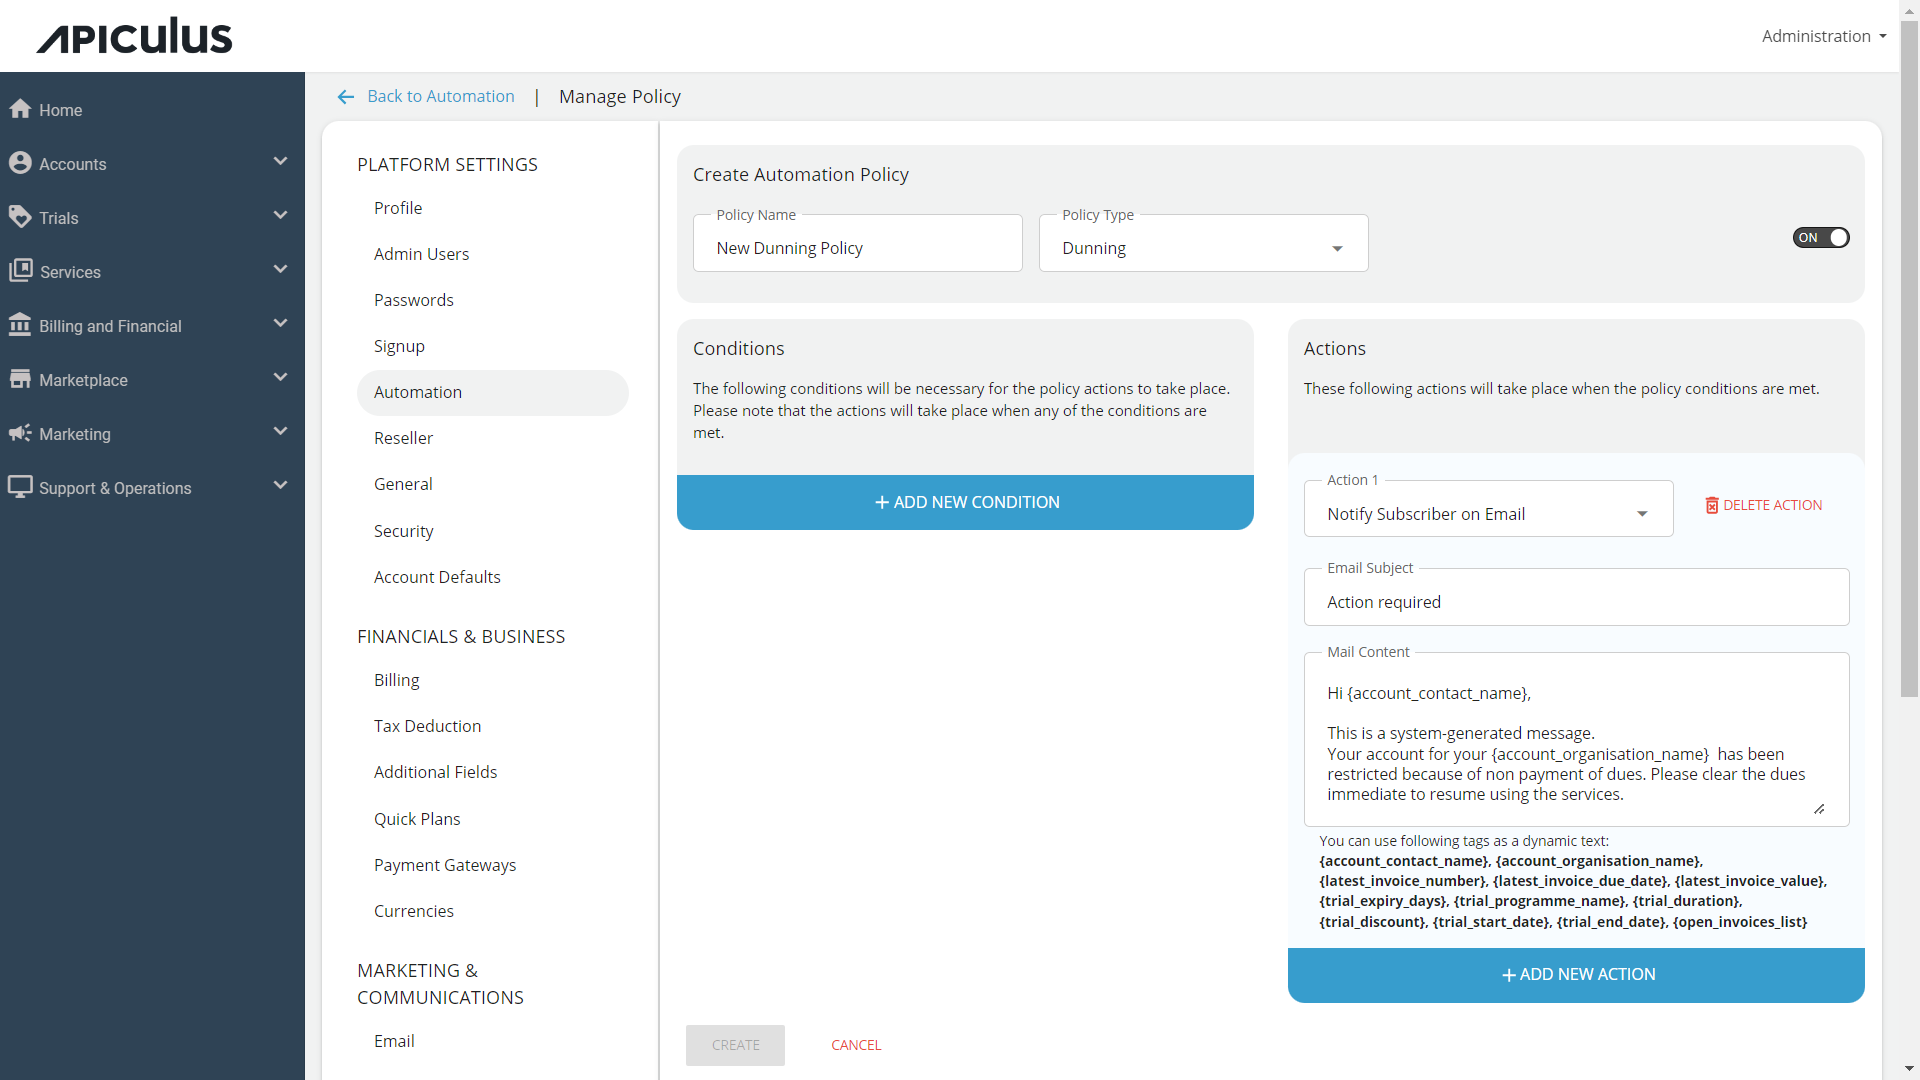 APICULUS
Administration
Home
Accounts
Trials
Services
Billing and Financial
Marketplace
Marketing
Support & Operations
Back to Automation | Manage Policy
PLATFORM SETTINGS
Profile
Admin Users
Passwords
Signup
Automation
Reseller
General
Security
Account Defaults
FINANCIALS & BUSINESS
Billing
Tax Deduction
Additional Fields
Quick Plans
Payment Gateways
Currencies
MARKETING &
COMMUNICATIONS
Email
Create Automation Policy
Policy Name
New Dunning Policy
Policy Type
Dunning
ON
Conditions
The following conditions will be necessary for the policy actions to take place.
Please note that the actions will take place when any of the conditions are
met.
+ ADD NEW CONDITION
Actions
These following actions will take place when the policy conditions are met.
Action 1
Notify Subscriber on Email
DELETE ACTION
Email Subject
Action required
Mail Content
Hi {account_contact_name},
This is a system-generated message.
Your account for your {account_organisation_name}  has been
restricted because of non payment of dues. Please clear the dues
immediate to resume using the services.
You can use following tags as a dynamic text:
{account_contact_name}, {account_organisation_name},
{latest_invoice_number}, {latest_invoice_due_date}, {latest_invoice_value},
{trial_expiry_days}, {trial_programme_name}, {trial_duration},
{trial_discount}, {trial_start_date}, {trial_end_date}, {open_invoices_list}
+ ADD NEW ACTION
CREATE
CANCEL